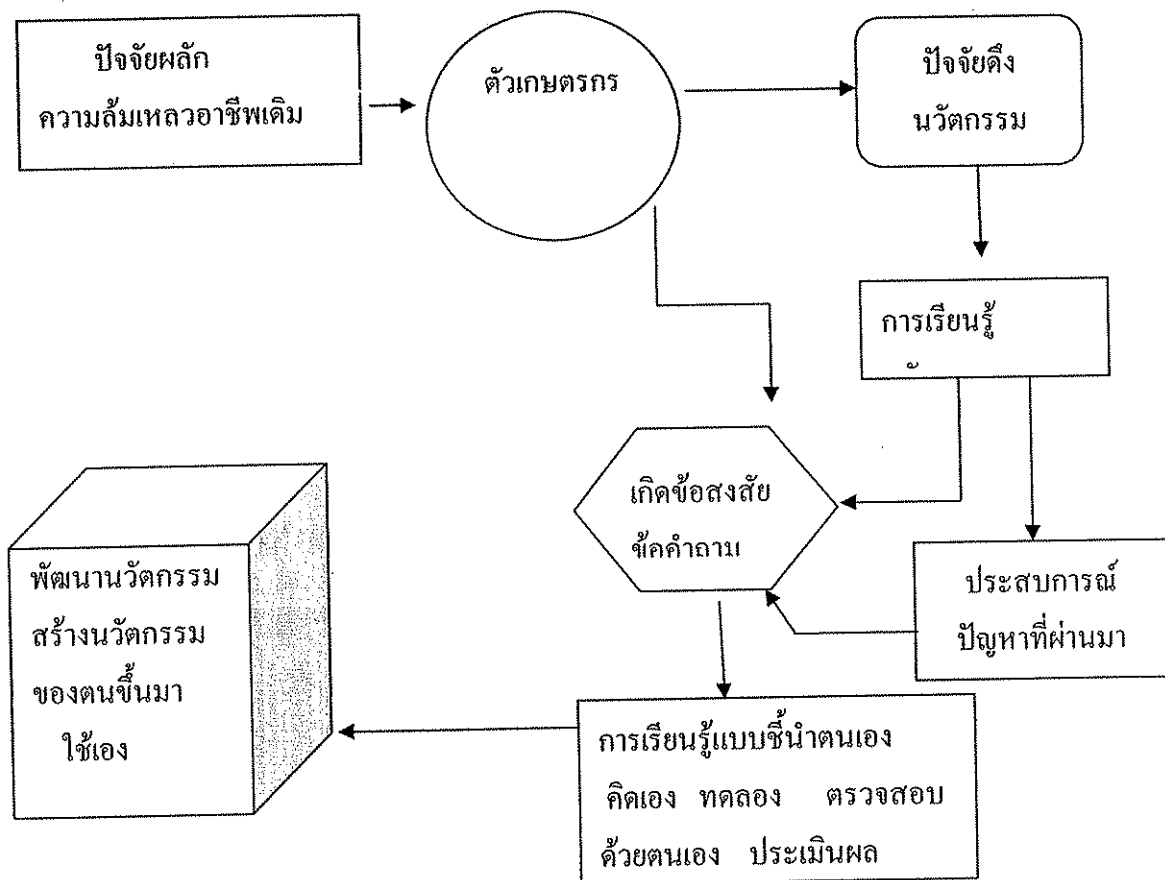 ปัจจัยผลัก
ความล้มเหลวอาชีพเดิม
ตัวเกษตรกร
ปัจจัยดึง
นวัตกรรม
การเรียนรู้
เกิดข้อสงสัย
ข้อคำถาม
ประสบการณ์
ปัญหาที่ผ่านมา
พัฒนานวัตกรรม
สร้างนวัตกรรม
ของตนขึ้นมา
ใช้เอง
การเรียนรู้แบบชี้นำตนเอง
คิดเอง ทดลอง ตรวจสอบ
ด้วยตนเอง ประเมินผล